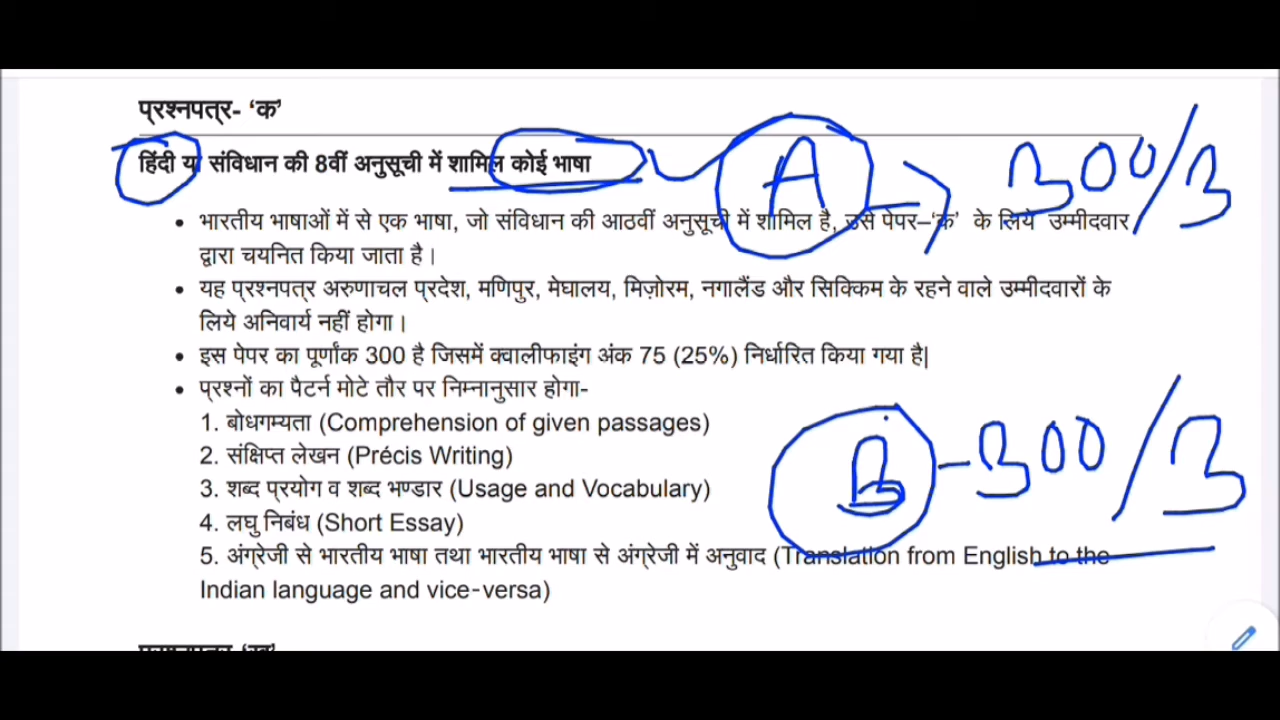 प्रश्नपत्र- ‘क’
हिंदी या संविधान की 8वीं अनुसूची में शामिल कोई भाषा
A 300/3
• भारतीय भाषाओं में से एक भाषा, जो संविधान की आठवीं अनुसूची में शामिल है, उसे पेपर–‘क’ के लिये उम्मीदवार
द्वारा चयनित किया जाता है।
• यह प्रश्नपत्र अरुणाचल प्रदेश, मणिपुर, मेघालय, मिज़ोरम, नगालैंड और सिक्किम के रहने वाले उम्मीदवारों के
लिये अनिवार्य नहीं होगा।
• इस पेपर का पूर्णांक 300 है जिसमें क्वालीफाइंग अंक 75 (25%) निर्धारित किया गया है|
• प्रश्नों का पैटर्न मोटे तौर पर निम्नानुसार होगा-
1. बोधगम्यता (Comprehension of given passages)
2. संक्षिप्त लेखन (Précis Writing)
B - 300/3
3. शब्द प्रयोग व शब्द भण्डार (Usage and Vocabulary)
4. लघु निबंध (Short Essay)
5. अंग्रेजी से भारतीय भाषा तथा भारतीय भाषा से अंग्रेजी में अनुवाद (Translation from English to the
Indian language and vice-versa)
प्रश्नपत्र-‘ख’